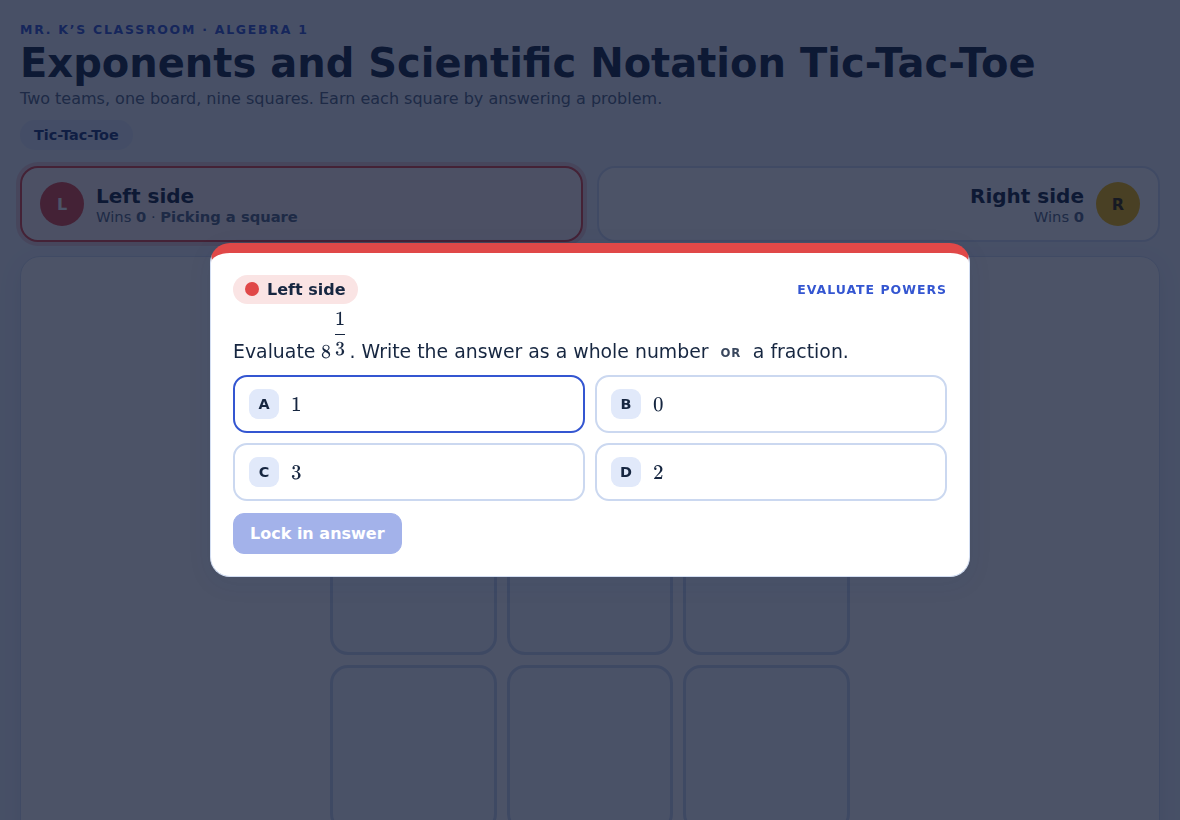 MR. K’S CLASSROOM · ALGEBRA 1
Exponents and Scientific Notation Tic-Tac-Toe
Two teams, one board, nine squares. Earn each square by answering a problem.
Tic-Tac-Toe
L
Left side
Wins 0 · Picking a square
Right side
Wins 0
R
Left side
EVALUATE POWERS
Evaluate 8^(1/3). Write the answer as a whole number OR a fraction.
A 1
B 0
C 3
D 2
Lock in answer